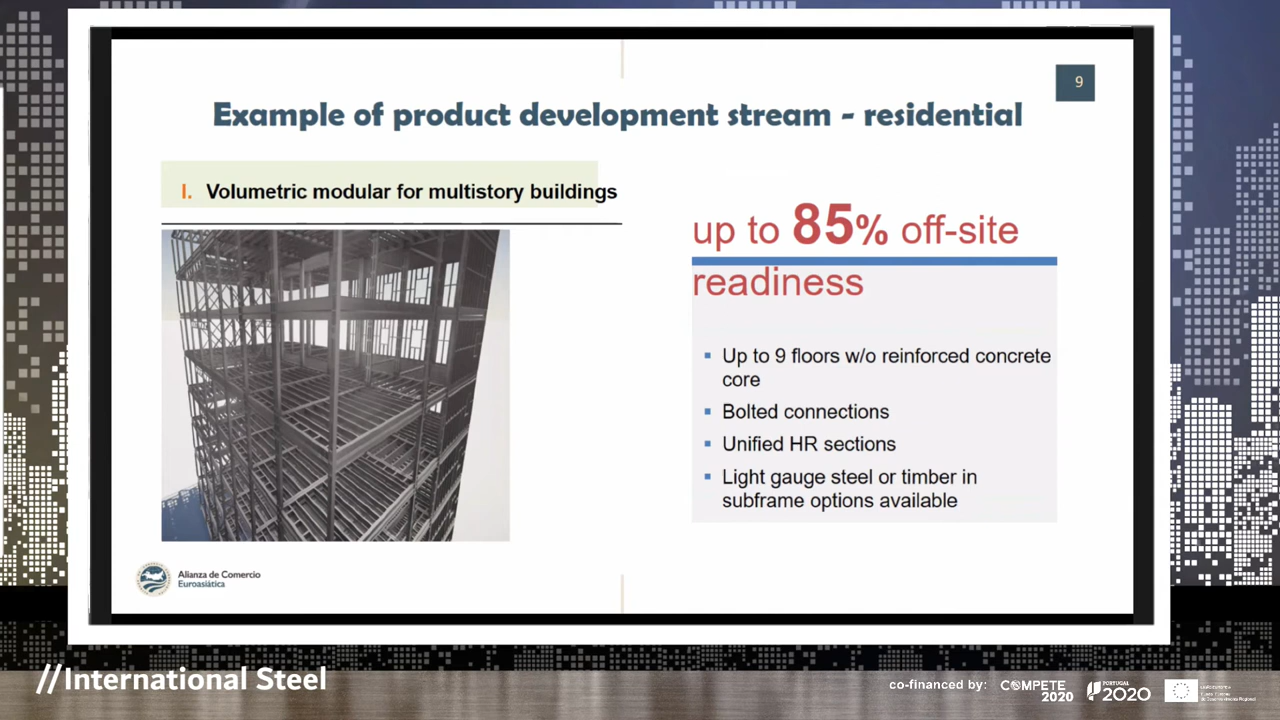 9
Example of product development stream - residential
I. Volumetric modular for multistory buildings
up to 85% off-site
readiness
▪ Up to 9 floors w/o reinforced concrete
core
▪ Bolted connections
▪ Unified HR sections
▪ Light gauge steel or timber in
subframe options available
Alianza de Comercio
Euroasiática
//International Steel
co-financed by:
COMPETE
2020
PORTUGAL
2020